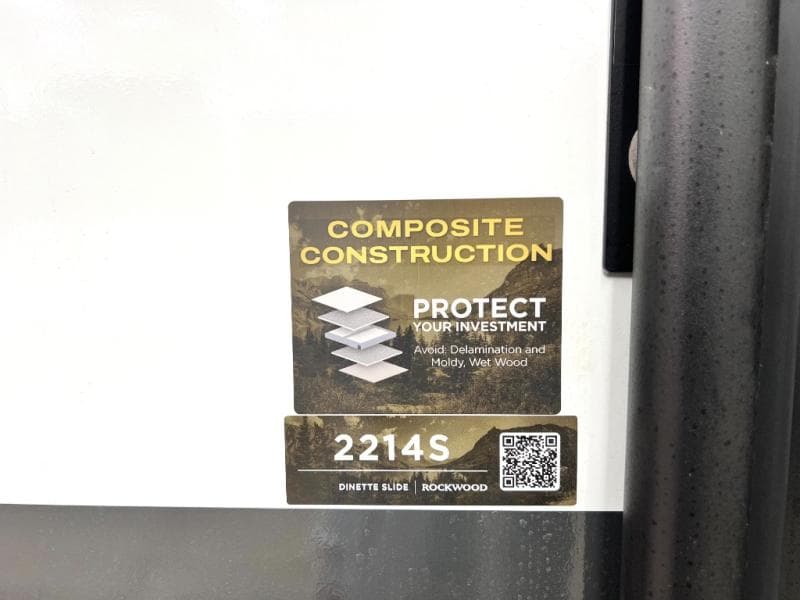 COMPOSITE
CONSTRUCTION
PROTECT
YOUR INVESTMENT
Avoid: Delamination and
Moldy, Wet Wood
2214S
DINETTE SLIDE | ROCKWOOD